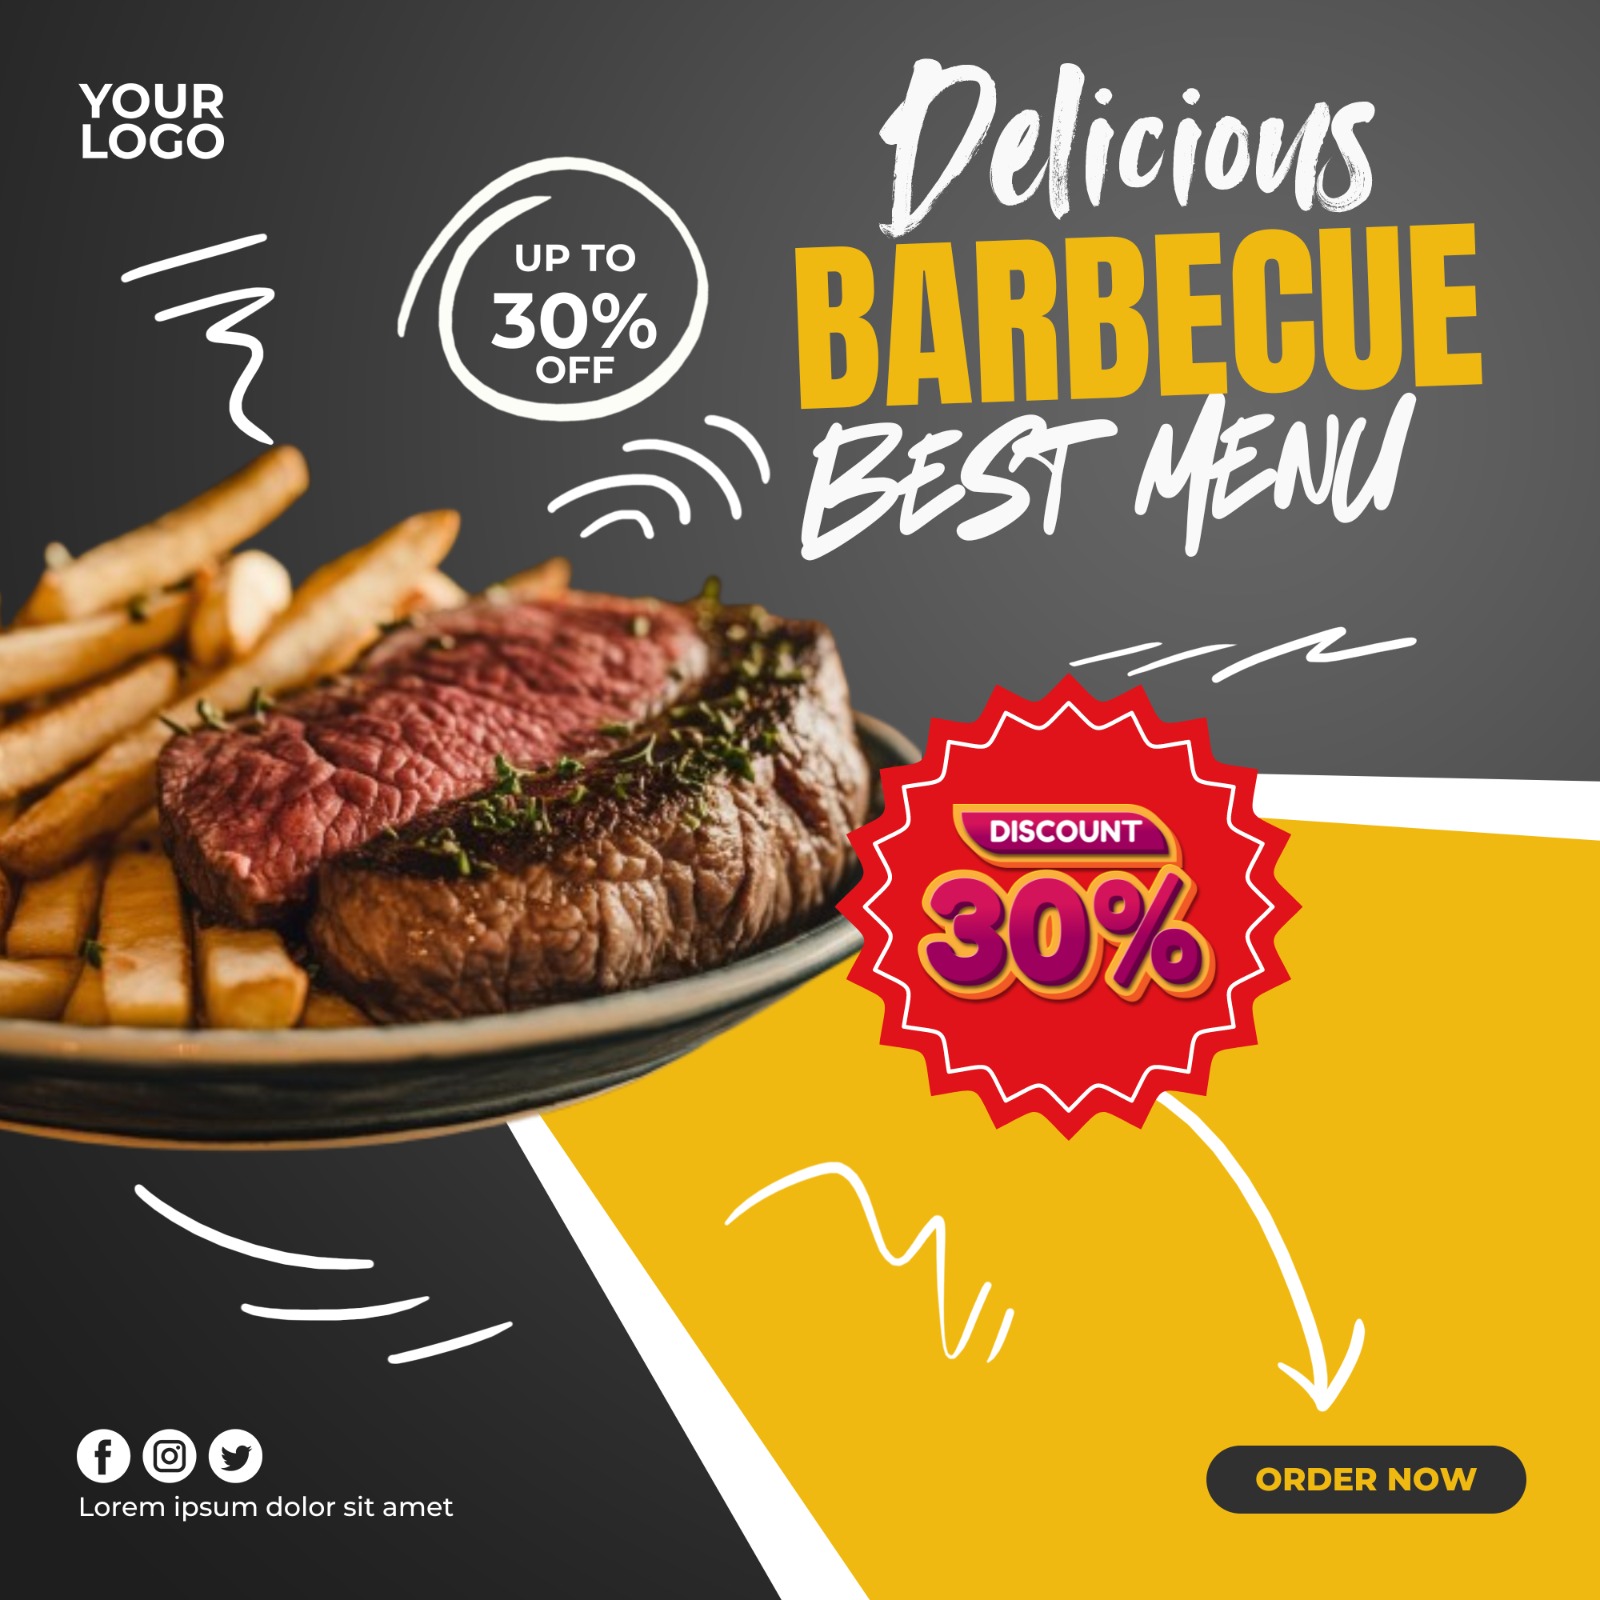 YOUR
LOGO
Delicious
BARBECUE
BEST MENU
UP TO
30%
OFF
DISCOUNT
30%
Lorem ipsum dolor sit amet
ORDER NOW